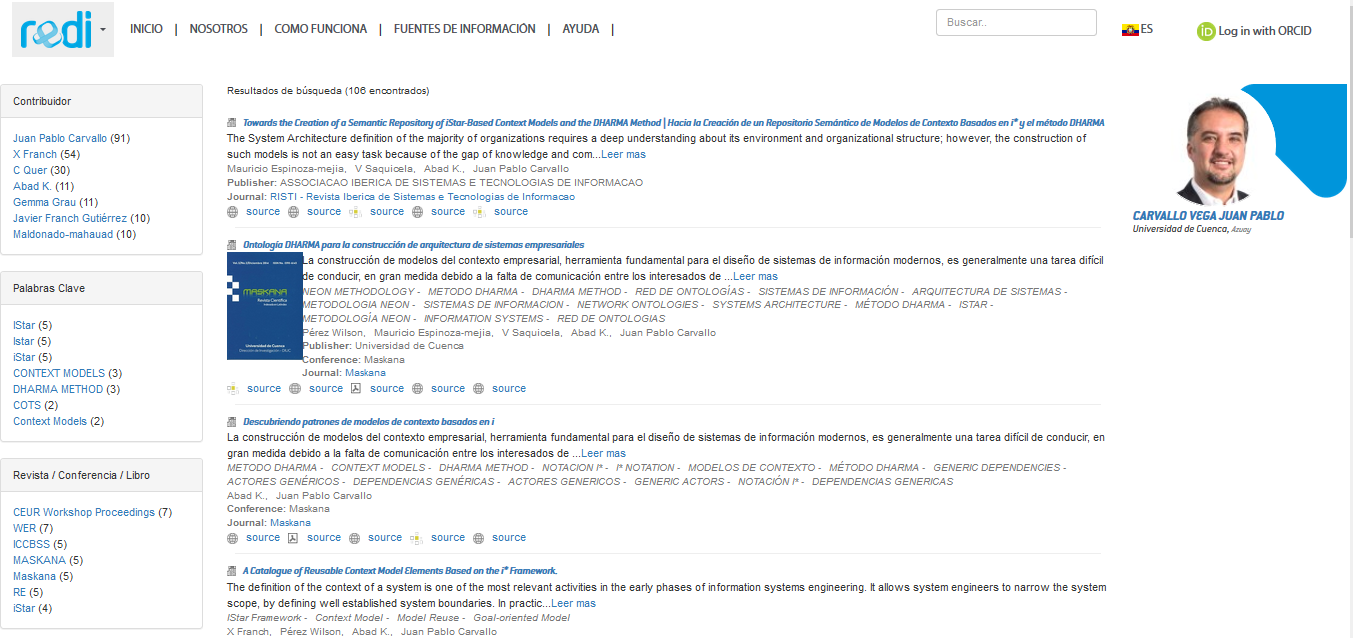 redi
INICIO | NOSOTROS | COMO FUNCIONA | FUENTES DE INFORMACIÓN | AYUDA |
Buscar..
ES
iD Log in with ORCID
Contribuidor
Juan Pablo Carvallo (91)
X Franch (54)
C Quer (30)
Abad K. (11)
Gemma Grau (11)
Javier Franch Gutiérrez (10)
Maldonado-mahauad (10)
Palabras Clave
IStar (5)
Istar (5)
iStar (5)
CONTEXT MODELS (3)
DHARMA METHOD (3)
COTS (2)
Context Models (2)
Revista / Conferencia / Libro
CEUR Workshop Proceedings (7)
WER (7)
ICCBSS (5)
MASKANA (5)
Maskana (5)
RE (5)
iStar (4)
Resultados de búsqueda (106 encontrados)
Towards the Creation of a Semantic Repository of iStar-Based Context Models and the DHARMA Method | Hacia la Creación de un Repositorio Semántico de Modelos de Contexto Basados en i* y el método DHARMA
The System Architecture definition of the majority of organizations requires a deep understanding about its environment and organizational structure; however, the construction of
such models is not an easy task because of the gap of knowledge and com...Leer mas
Mauricio Espinoza-mejia, V Saquicela, Abad K., Juan Pablo Carvallo
Publisher: ASSOCIACAO IBERICA DE SISTEMAS E TECNOLOGIAS DE INFORMACAO
Journal: RISTI - Revista Iberica de Sistemas e Tecnologias de Informacao
source source source source source
Ontología DHARMA para la construcción de arquitectura de sistemas empresariales
MASKANA
Revista Científica
Universidad de Cuenca
La construcción de modelos del contexto empresarial, herramienta fundamental para el diseño de sistemas de información modernos, es generalmente una tarea difícil
de conducir, en gran medida debido a la falta de comunicación entre los interesados de ...Leer mas
NEON METHODOLOGY - METODO DHARMA - DHARMA METHOD - RED DE ONTOLOGÍAS - SISTEMAS DE INFORMACIÓN - ARQUITECTURA DE SISTEMAS -
METODOLOGIA NEON - SISTEMAS DE INFORMACION - NETWORK ONTOLOGIES - SYSTEMS ARCHITECTURE - MÉTODO DHARMA - ISTAR -
METODOLOGÍA NEON - INFORMATION SYSTEMS - RED DE ONTOLOGIAS
Pérez Wilson, Mauricio Espinoza-mejia, V Saquicela, Abad K., Juan Pablo Carvallo
Publisher: Universidad de Cuenca
Conference: Maskana
Journal: Maskana
source source source source source
Descubriendo patrones de modelos de contexto basados en i
La construcción de modelos del contexto empresarial, herramienta fundamental para el diseño de sistemas de información modernos, es generalmente una tarea difícil de conducir, en
gran medida debido a la falta de comunicación entre los interesados de ...Leer mas
METODO DHARMA - CONTEXT MODELS - DHARMA METHOD - NOTACION I* - I* NOTATION - MODELOS DE CONTEXTO - MÉTODO DHARMA - GENERIC DEPENDENCIES -
ACTORES GENÉRICOS - DEPENDENCIAS GENÉRICAS - ACTORES GENERICOS - GENERIC ACTORS - NOTACIÓN I* - DEPENDENCIAS GENERICAS
Abad K., Juan Pablo Carvallo
Conference: Maskana
Journal: Maskana
source source source source source
A Catalogue of Reusable Context Model Elements Based on the i* Framework.
The definition of the context of a system is one of the most relevant activities in the early phases of information systems engineering. It allows system engineers to narrow the system
scope, by defining well established system boundaries. In practic...Leer mas
IStar Framework - Context Model - Model Reuse - Goal-oriented Model
X Franch, Pérez Wilson, Abad K., Juan Pablo Carvallo
CARVALLO VEGA JUAN PABLO
Universidad de Cuenca, Azuay